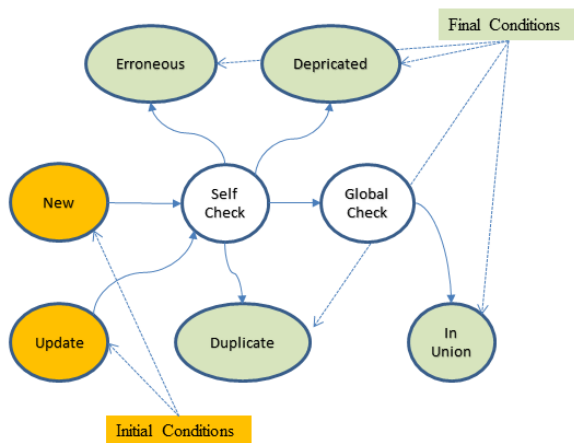 Final Conditions
Erroneous
Depricated
New
Self
Check
Global
Check
Update
Duplicate
In
Union
Initial Conditions